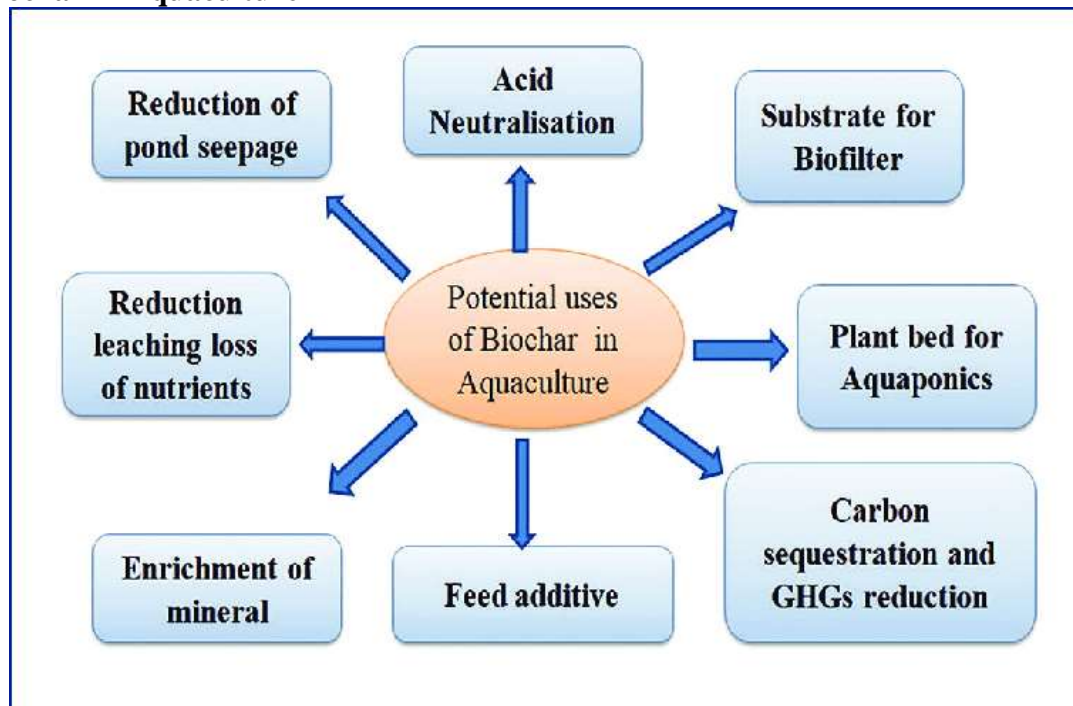 Acid
Neutralisation
Reduction of
pond seepage
Substrate for
Biofilter
Potential uses
of Biochar in
Aquaculture
Reduction
leaching loss
of nutrients
Plant bed for
Aquaponics
Enrichment of
mineral
Feed additive
Carbon
sequestration and
GHGs reduction